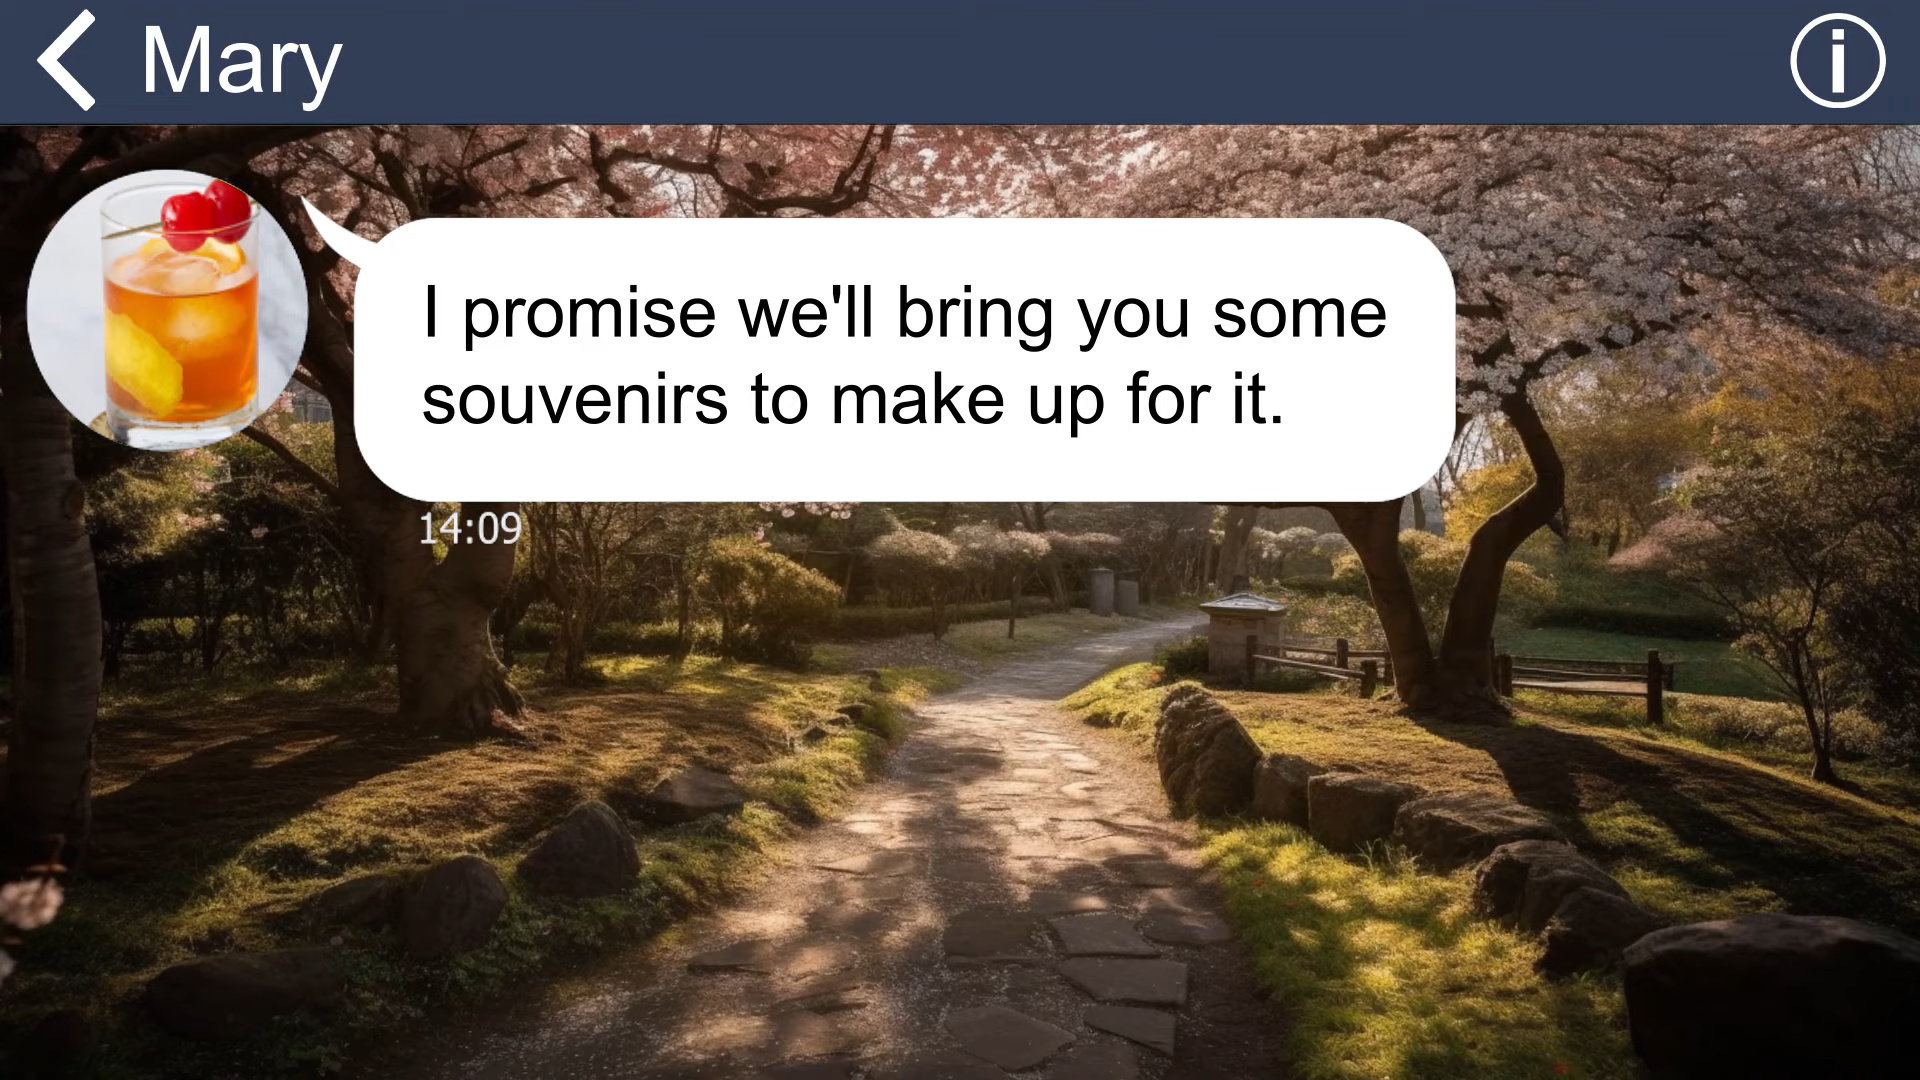 Mary
I promise we'll bring you some
souvenirs to make up for it.
14:09